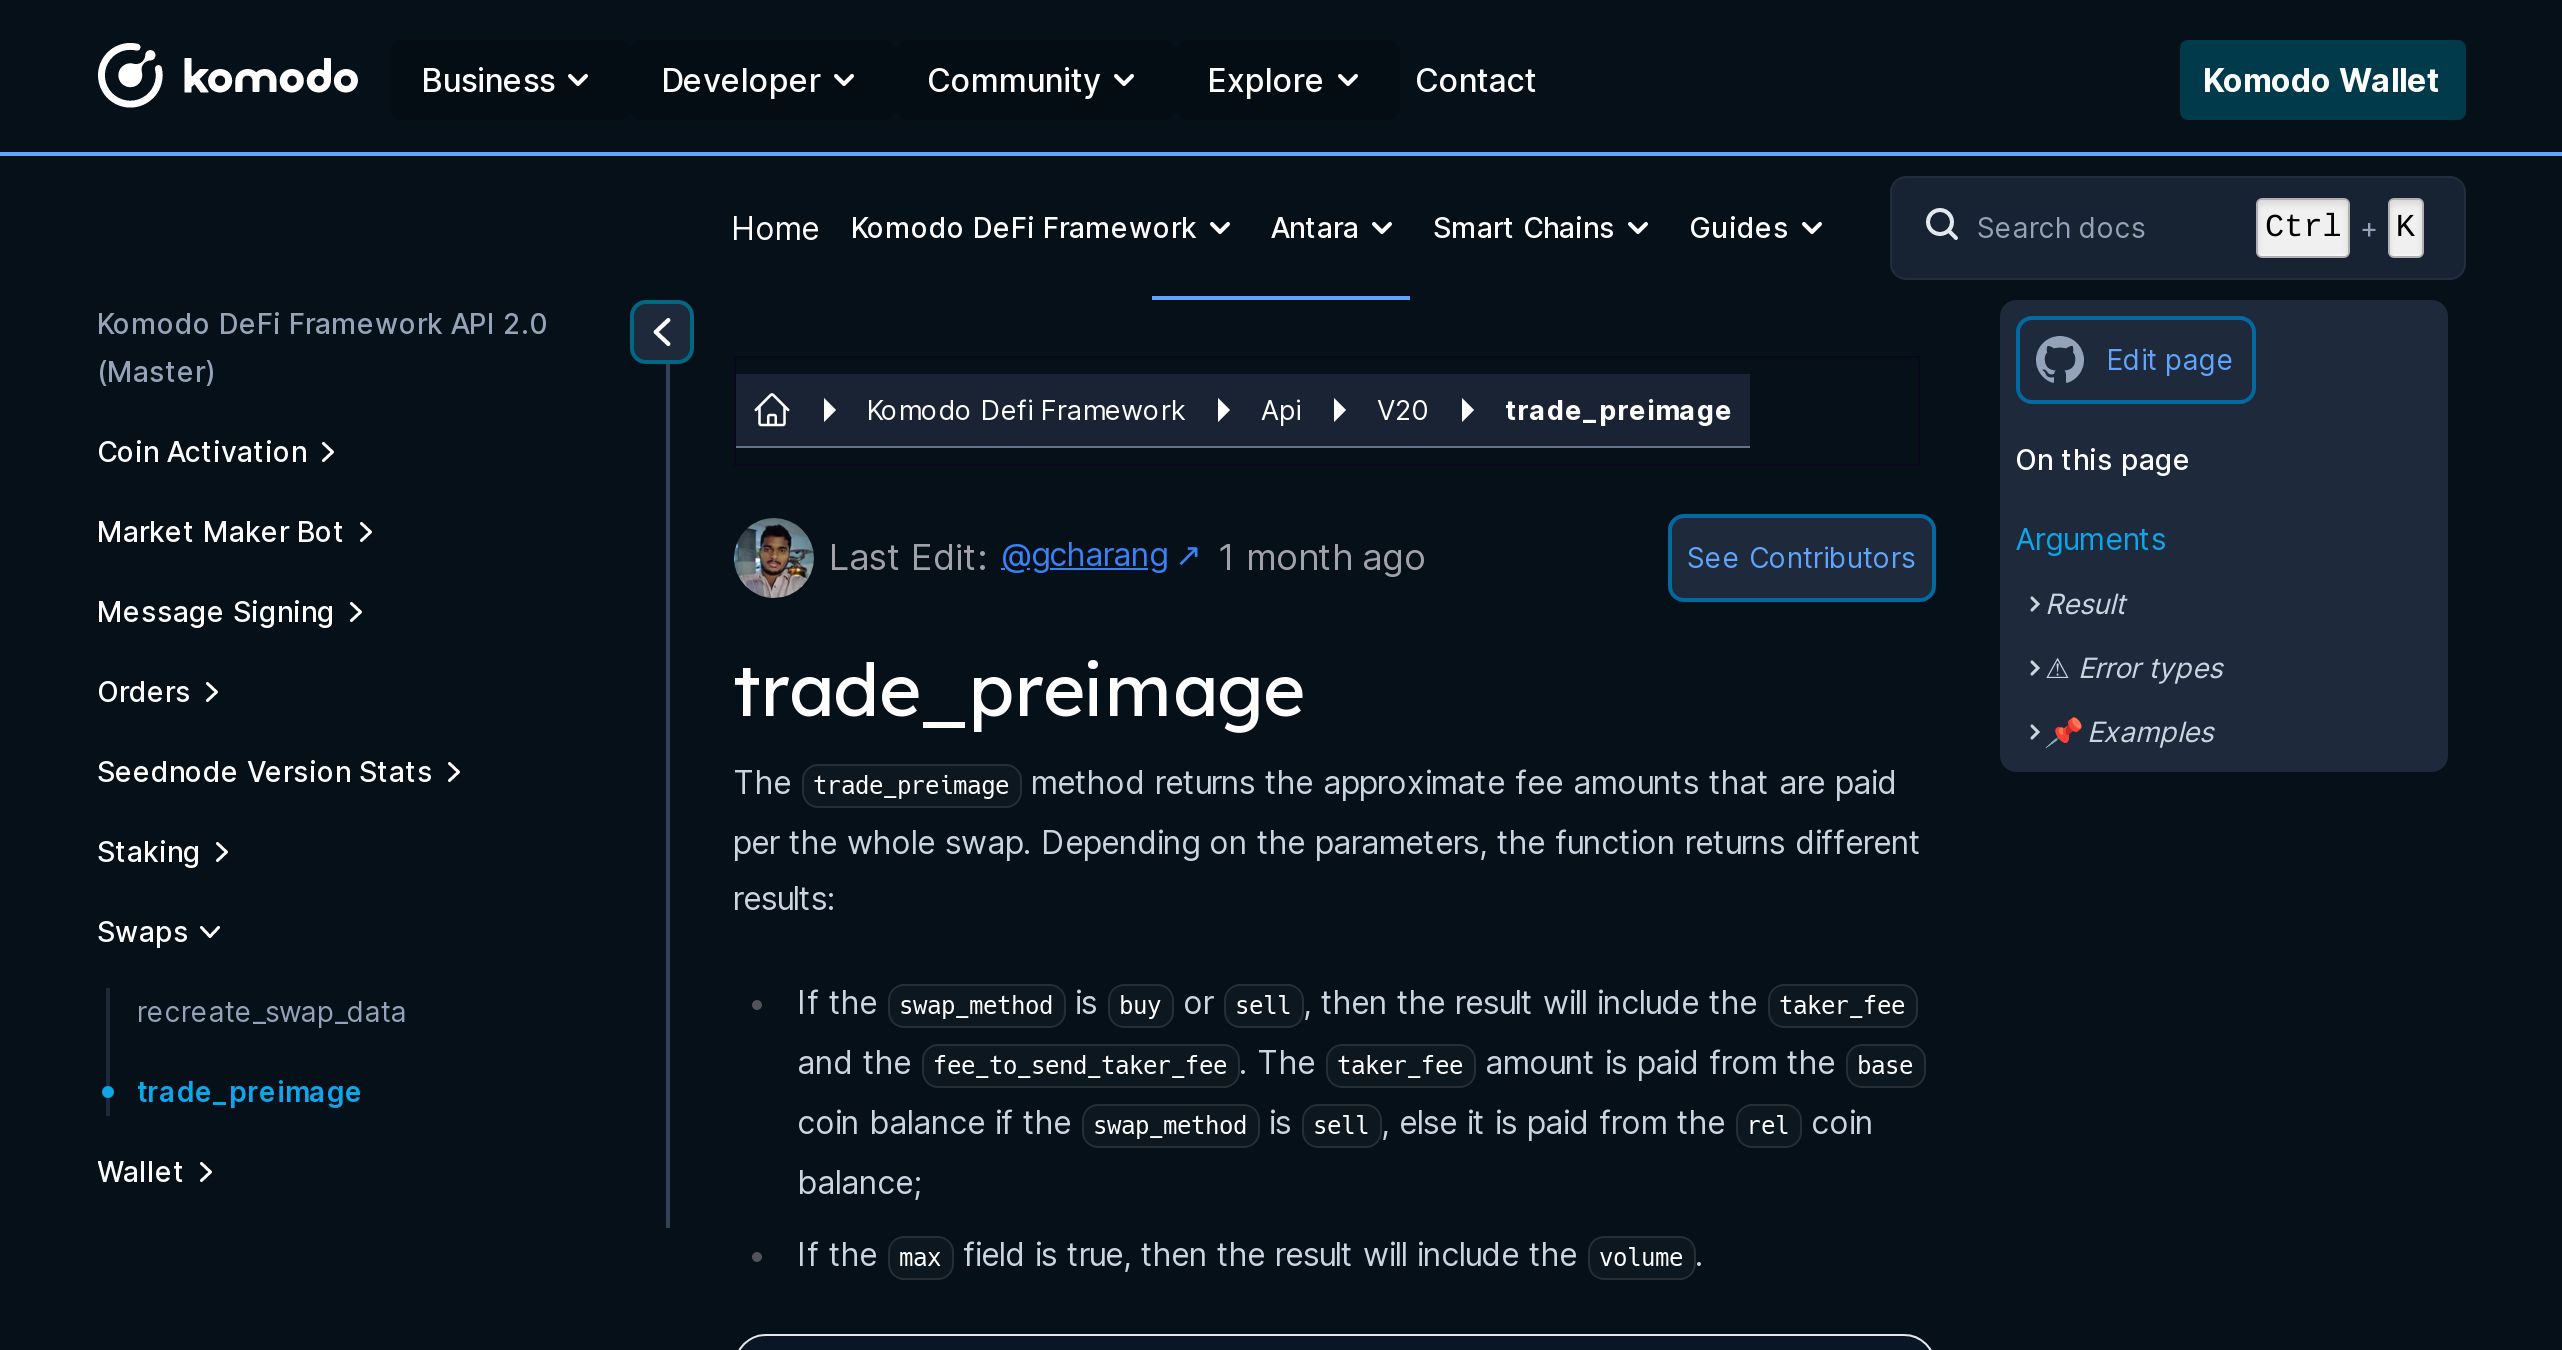 komodo
Business
Developer
Community
Explore
Contact
Komodo Wallet
Home
Komodo DeFi Framework
Antara
Smart Chains
Guides
Search docs
Ctrl + K
Komodo DeFi Framework API 2.0
(Master)
Coin Activation
Market Maker Bot
Message Signing
Orders
Seednode Version Stats
Staking
Swaps
recreate_swap_data
trade_preimage
Wallet
Komodo Defi Framework
Api
V20
trade_preimage
Last Edit: @gcharang ↗ 1 month ago
See Contributors
trade_preimage
The trade_preimage method returns the approximate fee amounts that are paid
per the whole swap. Depending on the parameters, the function returns different
results:
If the swap_method is buy or sell, then the result will include the taker_fee
and the fee_to_send_taker_fee. The taker_fee amount is paid from the base
coin balance if the swap_method is sell, else it is paid from the rel coin
balance;
If the max field is true, then the result will include the volume.
Edit page
On this page
Arguments
Result
⚠ Error types
📌 Examples